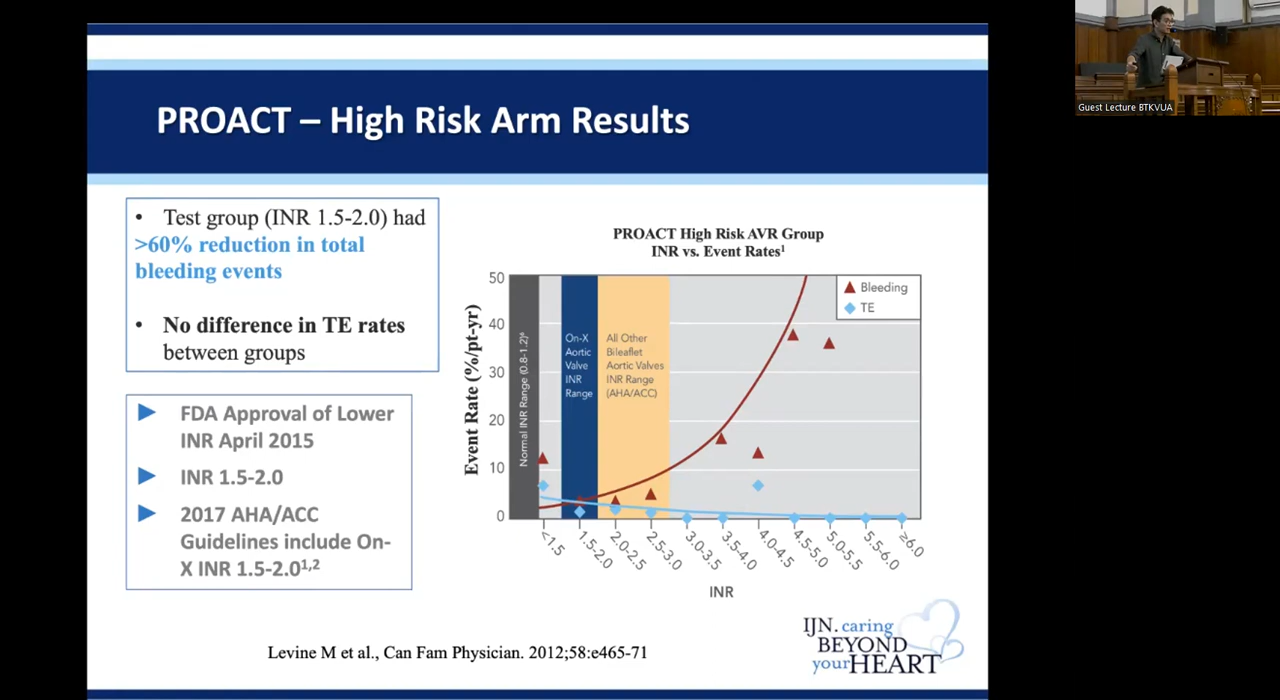 PROACT – High Risk Arm Results
• Test group (INR 1.5-2.0) had
>60% reduction in total
bleeding events
• No difference in TE rates
between groups
FDA Approval of Lower
INR April 2015
INR 1.5-2.0
2017 AHA/ACC
Guidelines include On-
X INR 1.5-2.0¹,²
PROACT High Risk AVR Group
INR vs. Event Rates¹
Event Rate (%/pt-yr)
50
40
30
20
10
0
Normal INR Range (0.8-1.2)⁶
On-X
Aortic
Valve
INR
Range
All Other
Bileaflet
Aortic Valves
INR Range
(AHA/ACC)
Bleeding
TE
<1.5
1.5-2.0
2.0-2.5
2.5-3.0
3.0-3.5
3.5-4.0
4.0-4.5
4.5-5.0
5.0-5.5
5.5-6.0
≥6.0
INR
Levine M et al., Can Fam Physician. 2012;58:e465-71
IJN. caring
BEYOND
your HEART
Guest Lecture BTKVUA